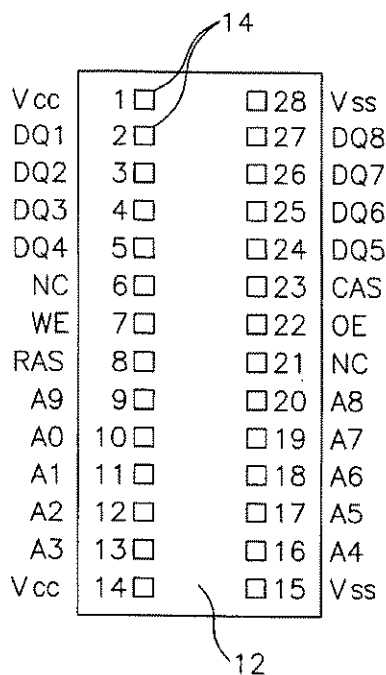 14
Vcc 1 28 Vss
DQ1 2 27 DQ8
DQ2 3 26 DQ7
DQ3 4 25 DQ6
DQ4 5 24 DQ5
NC 6 23 CAS
WE 7 22 OE
RAS 8 21 NC
A9 9 20 A8
A0 10 19 A7
A1 11 18 A6
A2 12 17 A5
A3 13 16 A4
Vcc 14 15 Vss
12